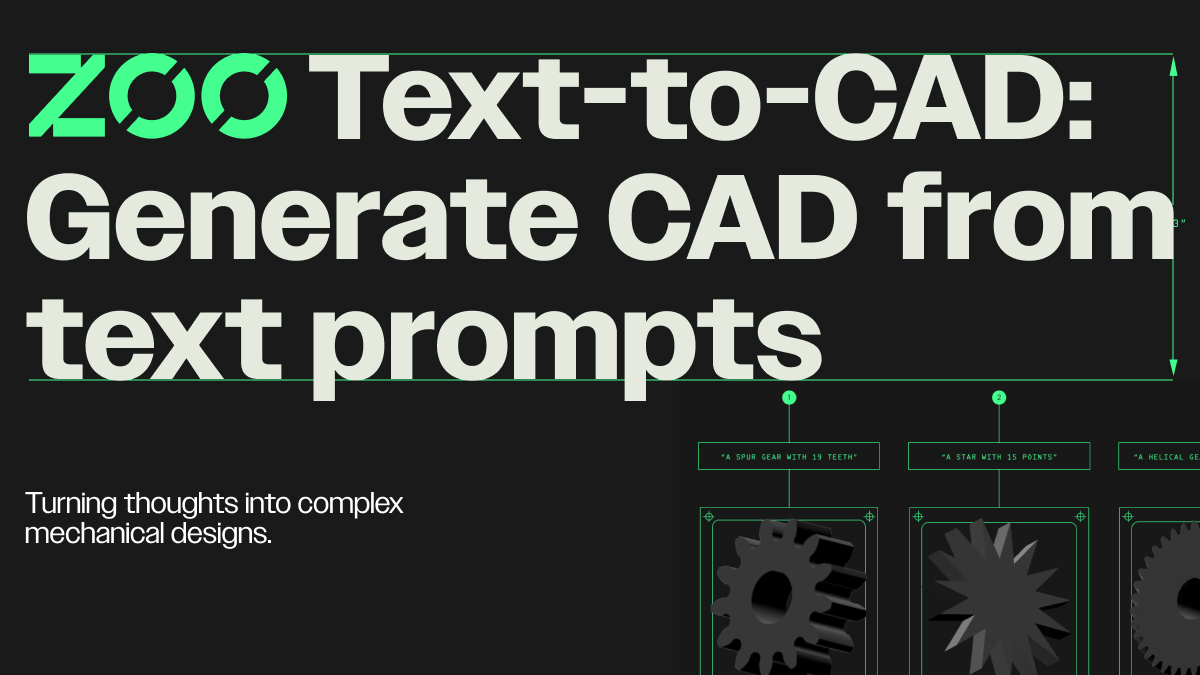 ZOO Text-to-CAD:
Generate CAD from
text prompts
3"
1
2
"A SPUR GEAR WITH 19 TEETH"
"A STAR WITH 15 POINTS"
"A HELICAL
Turning thoughts into complex
mechanical designs.